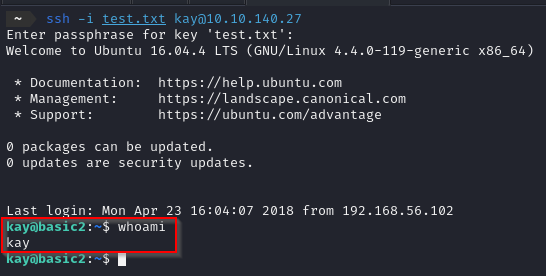 ~ ssh -i test.txt kay@10.10.140.27
Enter passphrase for key 'test.txt':
Welcome to Ubuntu 16.04.4 LTS (GNU/Linux 4.4.0-119-generic x86_64)
* Documentation: https://help.ubuntu.com
* Management: https://landscape.canonical.com
* Support: https://ubuntu.com/advantage
0 packages can be updated.
0 updates are security updates.
Last login: Mon Apr 23 16:04:07 2018 from 192.168.56.102
kay@basic2:~$ whoami
kay
kay@basic2:~$